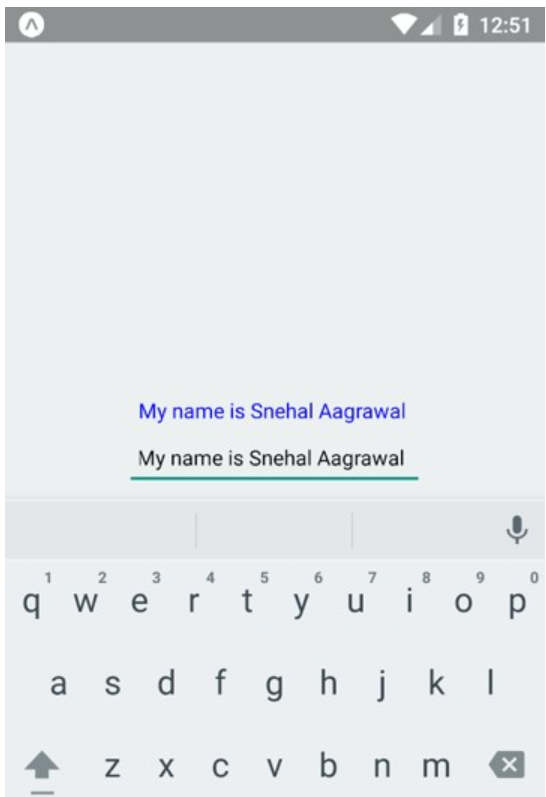 12:51
My name is Snehal Aagrawal
My name is Snehal Aagrawal
1 2 3 4 5 6 7 8 9 0
q w e r t y u i o p
a s d f g h j k l
z x c v b n m